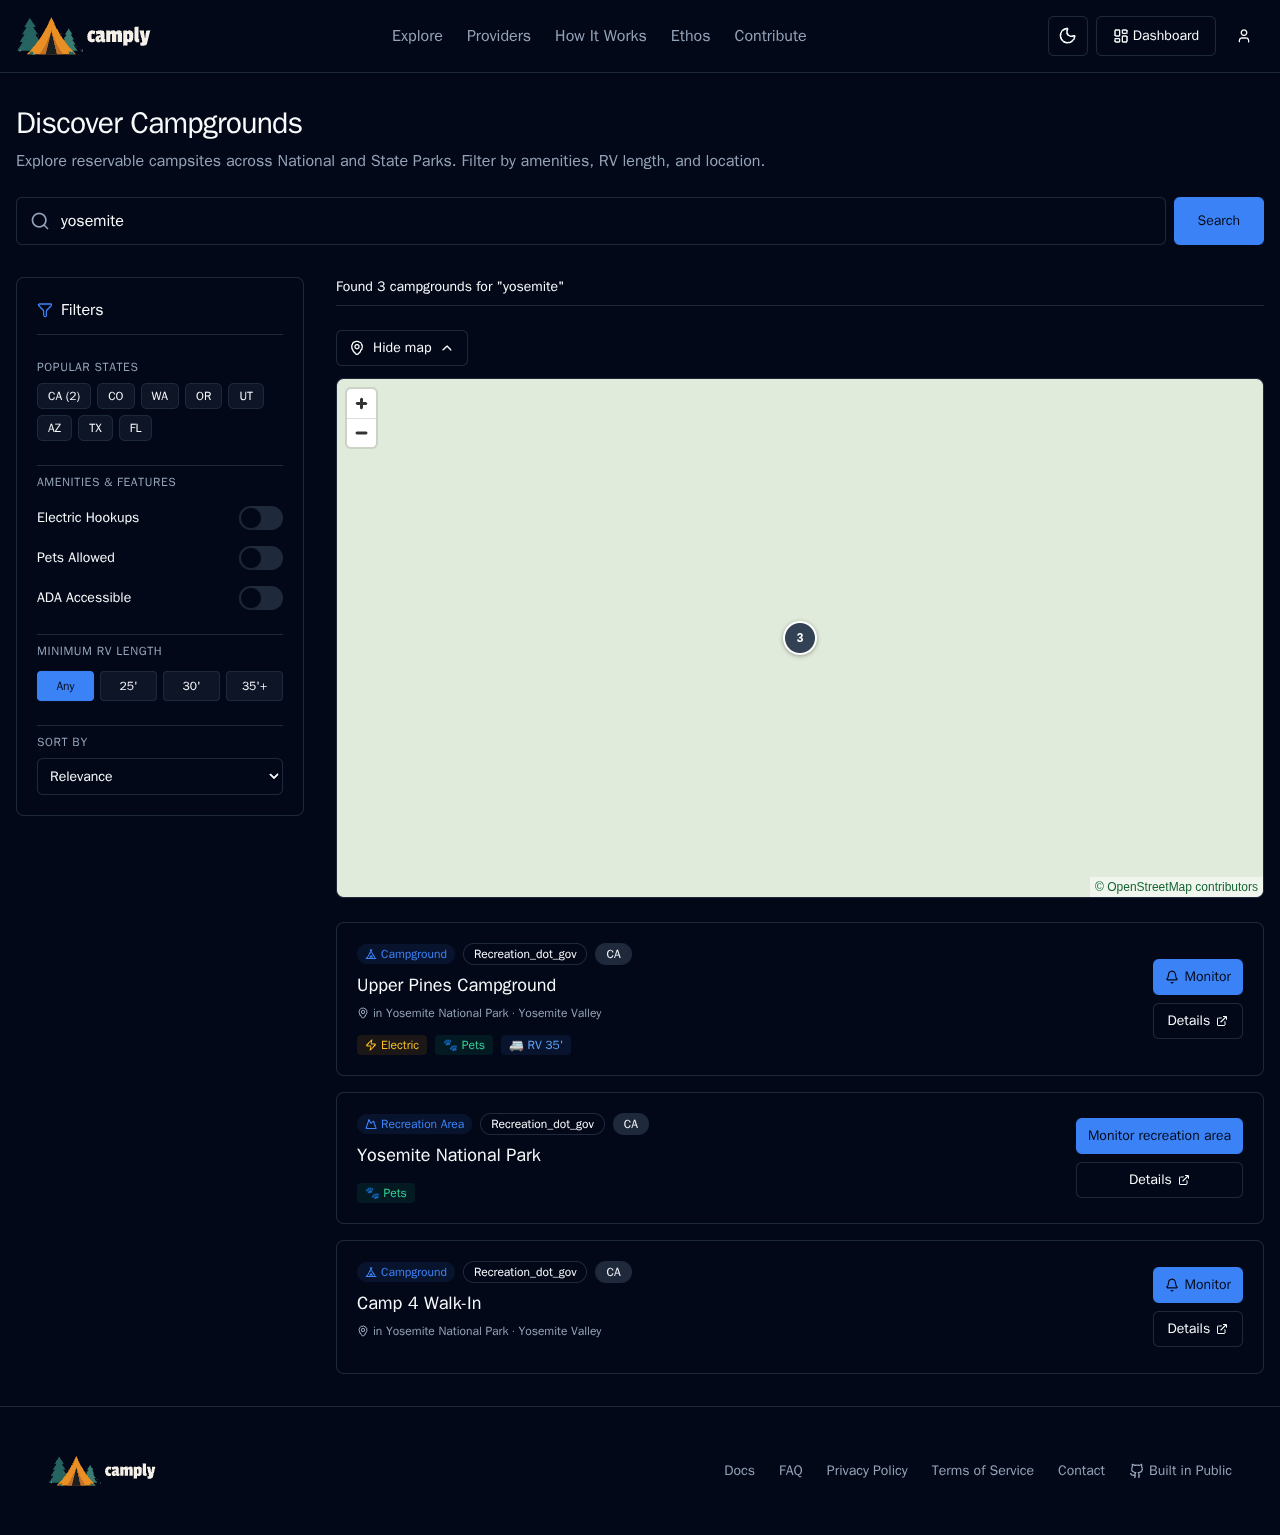 camply
Explore Providers How It Works Ethos Contribute
Dashboard
Discover Campgrounds
Explore reservable campsites across National and State Parks. Filter by amenities, RV length, and location.
yosemite
Search
Filters
POPULAR STATES
CA (2) CO WA OR UT
AZ TX FL
AMENITIES & FEATURES
Electric Hookups
Pets Allowed
ADA Accessible
MINIMUM RV LENGTH
Any 25' 30' 35'+
SORT BY
Relevance
Found 3 campgrounds for "yosemite"
Hide map
3
© OpenStreetMap contributors
Campground Recreation_dot_gov CA
Upper Pines Campground
in Yosemite National Park · Yosemite Valley
Electric Pets RV 35'
Monitor
Details
Recreation Area Recreation_dot_gov CA
Yosemite National Park
Pets
Monitor recreation area
Details
Campground Recreation_dot_gov CA
Camp 4 Walk-In
in Yosemite National Park · Yosemite Valley
Monitor
Details
camply
Docs FAQ Privacy Policy Terms of Service Contact Built in Public